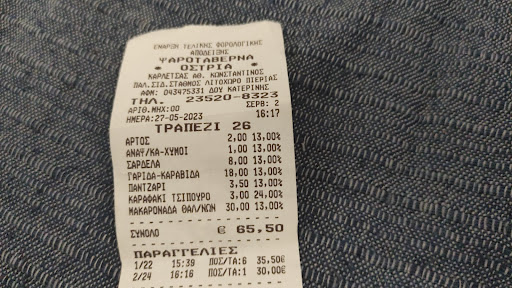 ΕΝΑΡΞΗ ΤΕΛΙΚΗΣ ΦΟΡΟΛΟΓΙΚΗΣ
ΑΠΟΔΕΙΞΗΣ
ΨΑΡΟΤΑΒΕΡΝΑ
* ΟΣΤΡΙΑ *
ΚΑΡΛΕΤΣΑΣ ΑΘ. ΚΩΝΣΤΑΝΤΙΝΟΣ
ΠΑΛ.ΣΙΔ.ΣΤΑΘΜΟΣ ΛΙΤΟΧΩΡΟ ΠΙΕΡΙΑΣ
ΑΦΜ: 043475331 ΔΟΥ ΚΑΤΕΡΙΝΗΣ
ΤΗΛ. 23520-8323
ΑΡΙΘ.ΜΗΧ:00 ΣΕΡΒ: 2
ΗΜΕΡΑ:27-05-2023 16:17
ΤΡΑΠΕΖΙ 26
ΑΡΤΟΣ 2,00 13,00%
ΑΝΑΨ/ΚΑ-ΧΥΜΟΙ 1,00 13,00%
ΣΑΡΔΕΛΑ 8,00 13,00%
ΓΑΡΙΔΑ-ΚΑΡΑΒΙΔΑ 18,00 13,00%
ΠΑΝΤΖΑΡΙ 3,50 13,00%
ΚΑΡΑΦΑΚΙ ΤΣΙΠΟΥΡΟ 3,00 24,00%
ΜΑΚΑΡΟΝΑΔΑ ΘΑΛ/ΝΩΝ 30,00 13,00%
ΣΥΝΟΛΟ € 65,50
ΠΑΡΑΓΓΕΛΙΕΣ
1/22 15:39 ΠΟΣ/ΤΑ:6 35,50€
2/24 16:16 ΠΟΣ/ΤΑ:1 30,00€